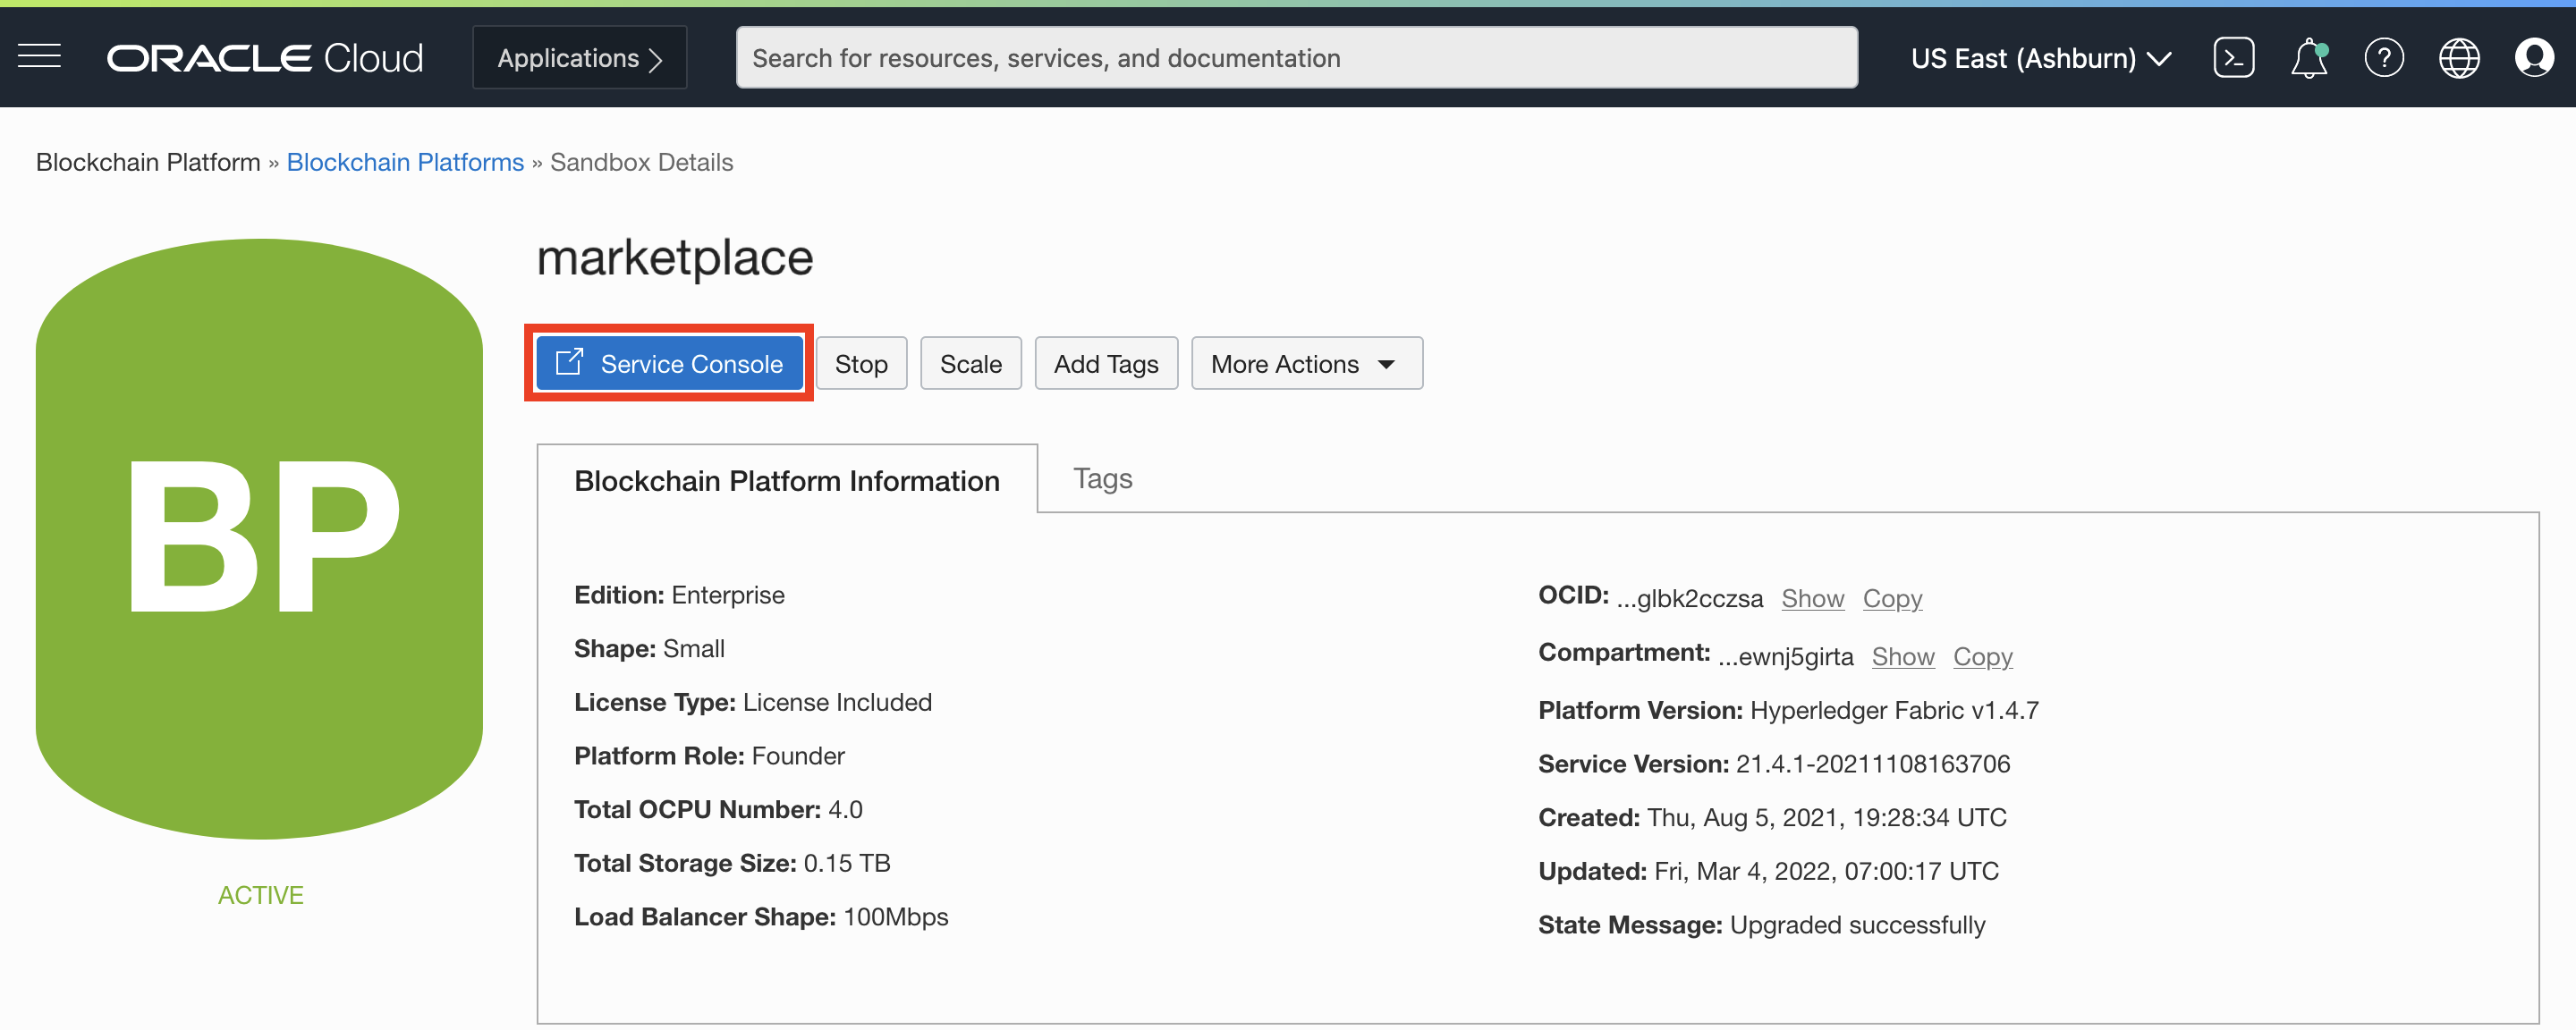 ORACLE Cloud
Applications
Search for resources, services, and documentation
US East (Ashburn)
Blockchain Platform » Blockchain Platforms » Sandbox Details
marketplace
Service Console
Stop
Scale
Add Tags
More Actions
BP
ACTIVE
Blockchain Platform Information
Tags
Edition: Enterprise
Shape: Small
License Type: License Included
Platform Role: Founder
Total OCPU Number: 4.0
Total Storage Size: 0.15 TB
Load Balancer Shape: 100Mbps
OCID: ...glbk2cczsa Show Copy
Compartment: ...ewnj5girta Show Copy
Platform Version: Hyperledger Fabric v1.4.7
Service Version: 21.4.1-20211108163706
Created: Thu, Aug 5, 2021, 19:28:34 UTC
Updated: Fri, Mar 4, 2022, 07:00:17 UTC
State Message: Upgraded successfully